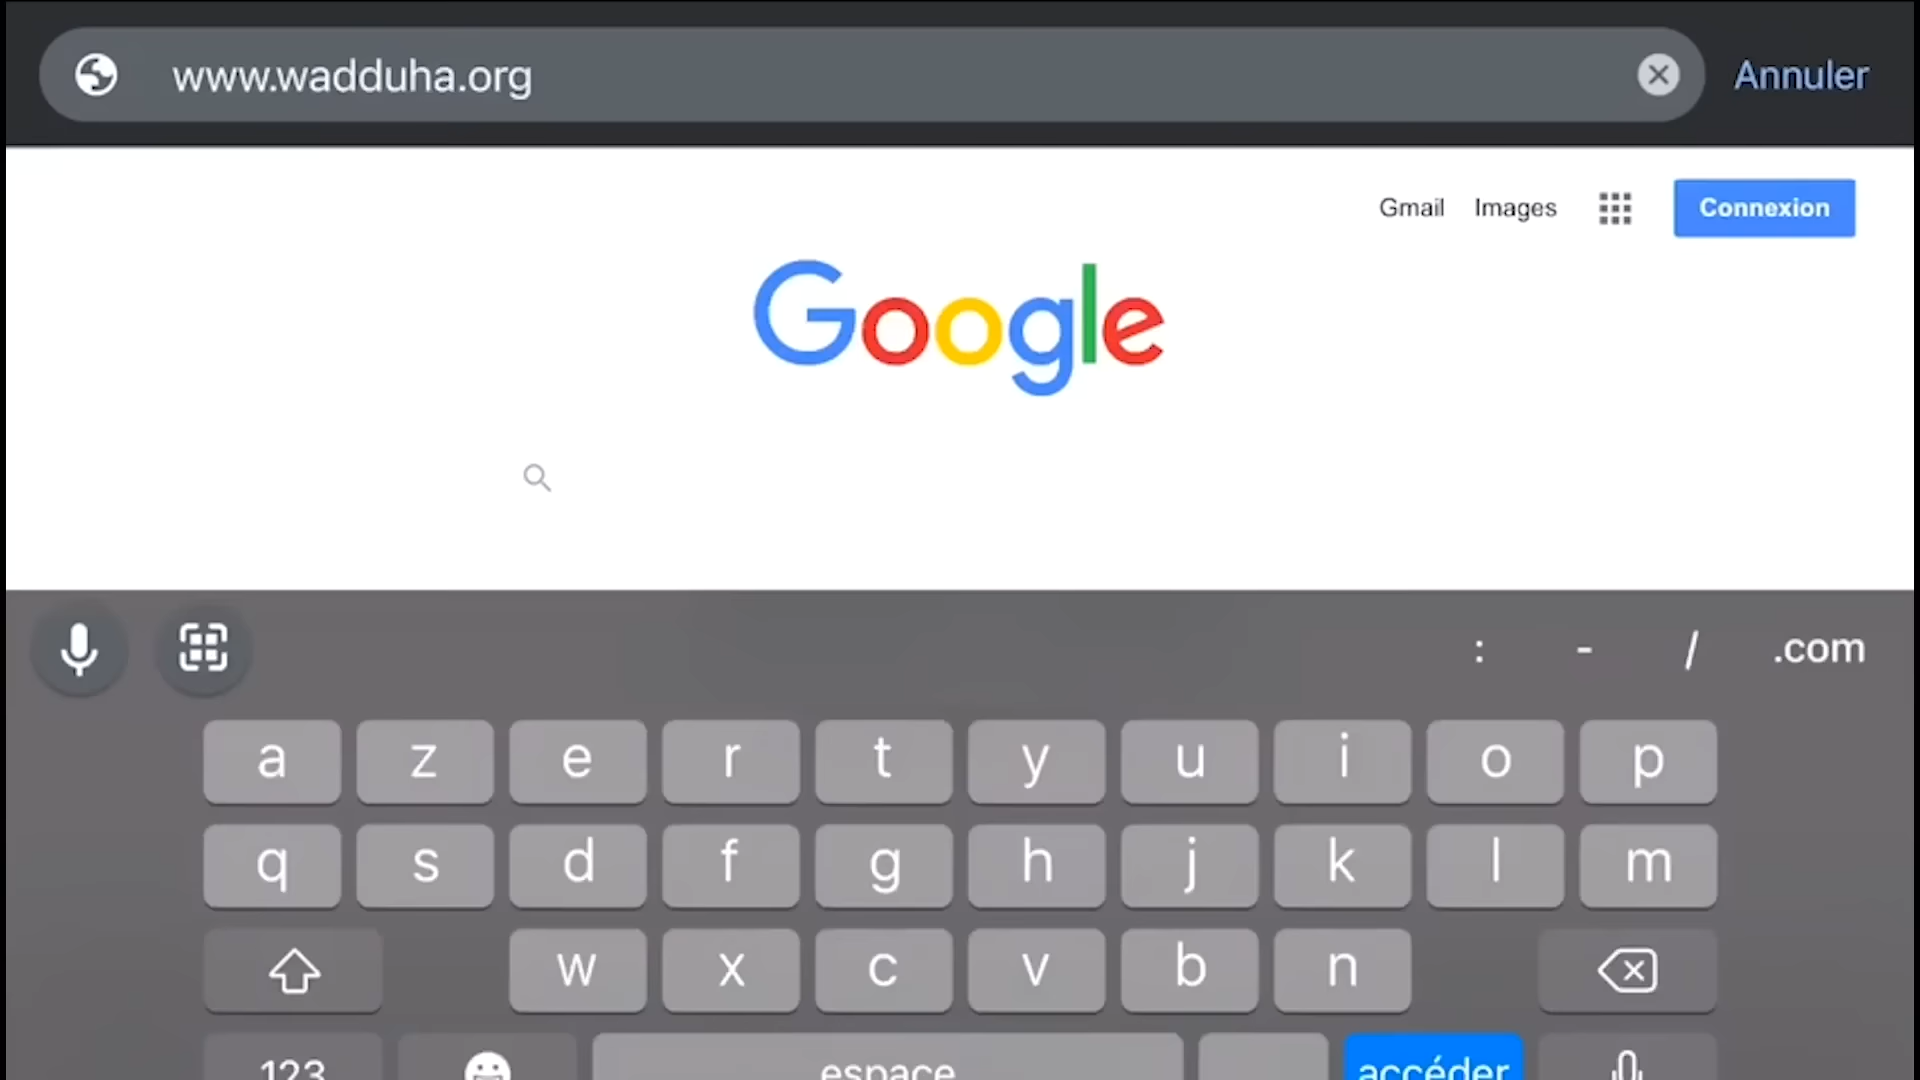 www.wadduha.org
Annuler
Gmail Images Connexion
Google
: - / .com
a z e r t y u i o p
q s d f g h j k l m
w x c v b n
123 espace accéder